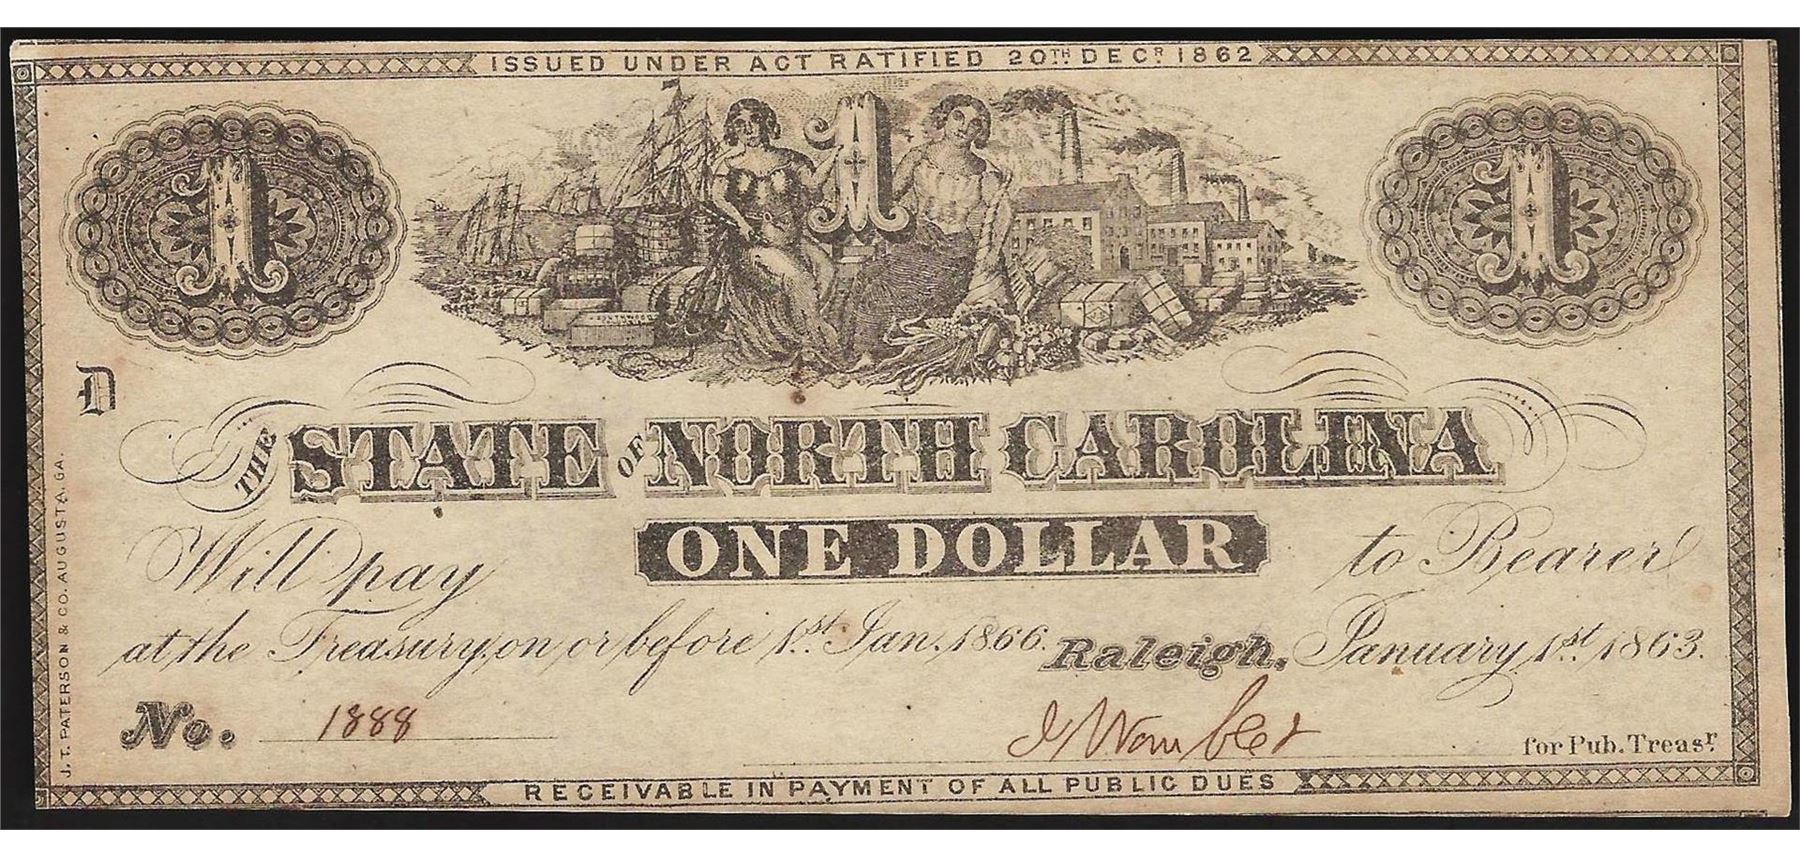 ISSUED UNDER ACT RATIFIED 20TH DECR 1862
1 1 1
D
THE STATE OF NORTH CAROLINA
Will pay ONE DOLLAR to Bearer
at the Treasury, on or before 1st Jan. 1866. Raleigh, January 1st 1863.
No. 1888 for Pub. Treasr
RECEIVABLE IN PAYMENT OF ALL PUBLIC DUES
J. T. PATERSON & CO. AUGUSTA, GA.